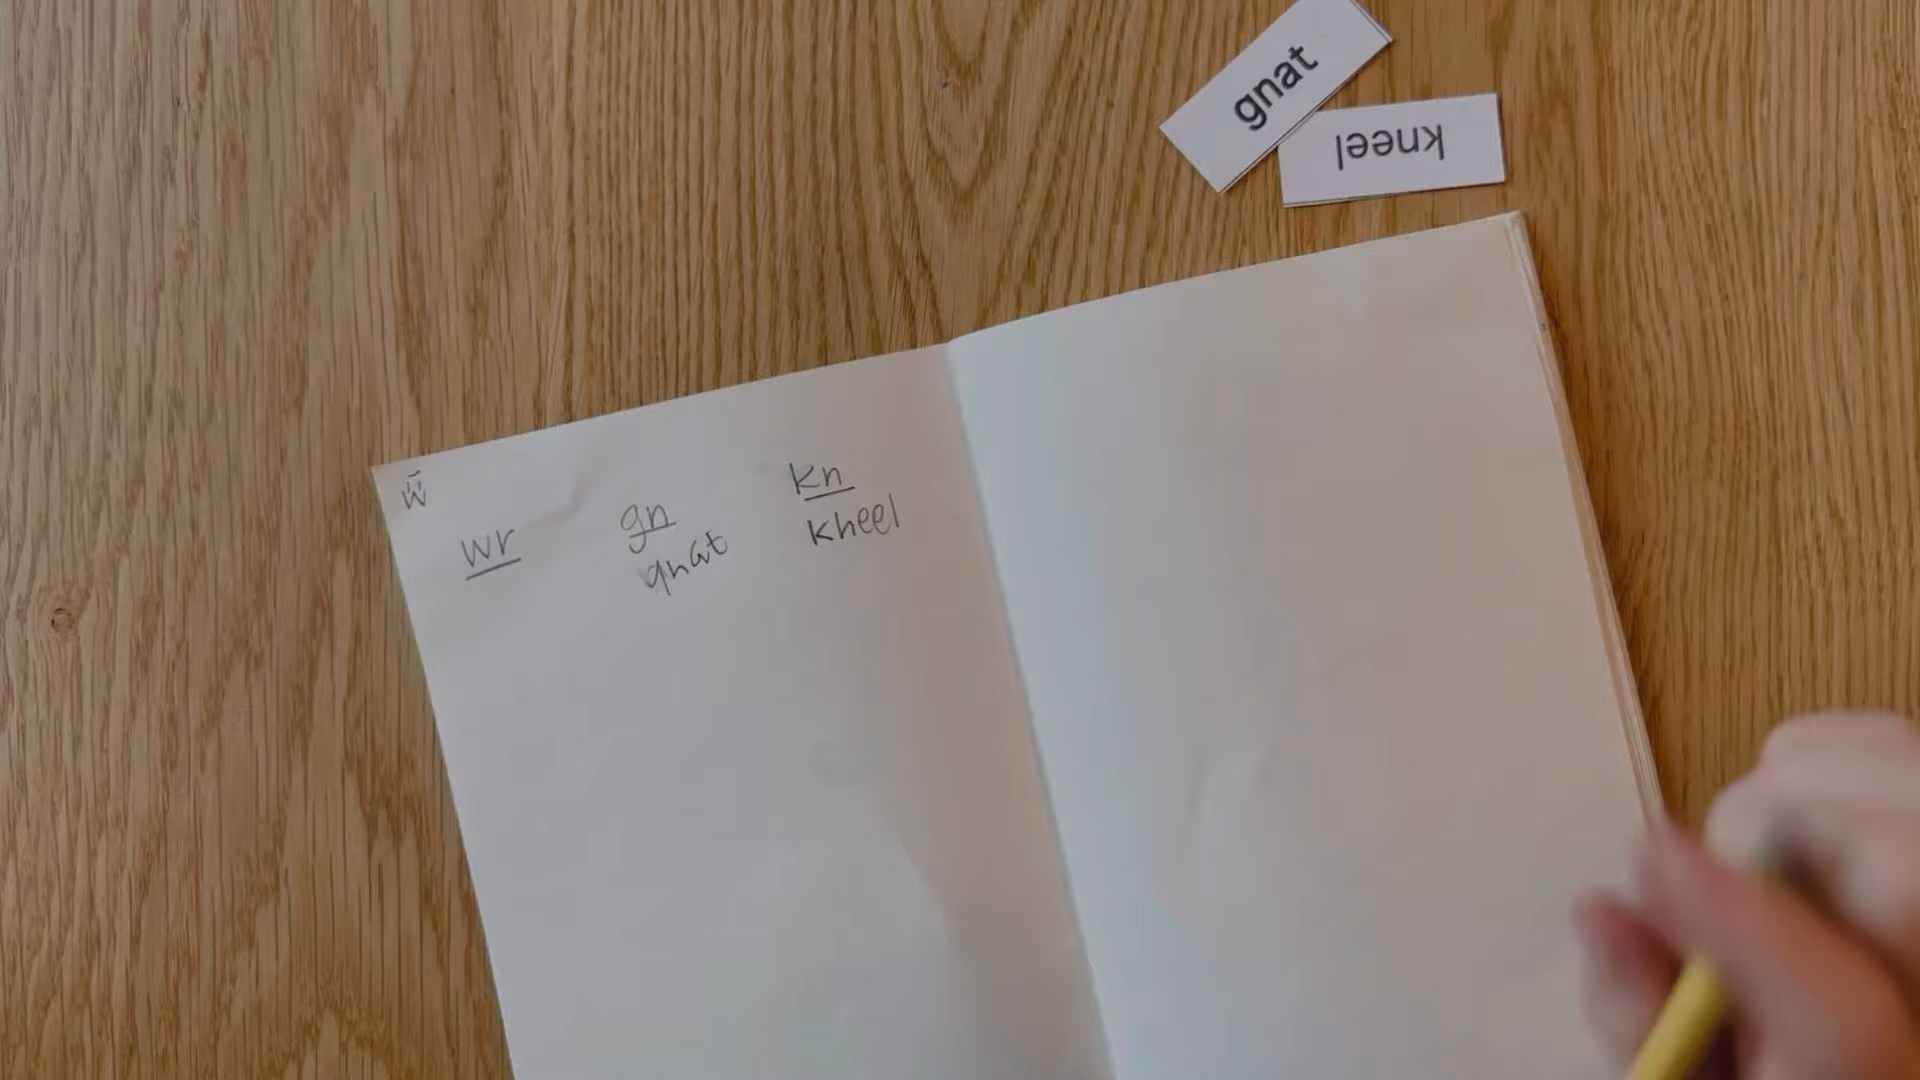 gnat
kneel
wr gn kn
gnat kheel